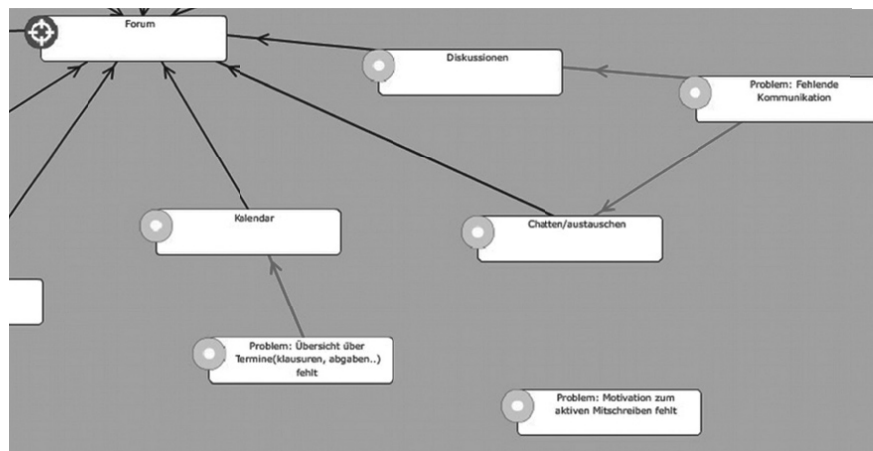 Forum
Diskussionen
Problem: Fehlende
Kommunikation
Kalendar
Chatten/austauschen
Problem: Übersicht über
Termine(klausuren, abgaben..)
fehlt
Problem: Motivation zum
aktiven Mitschreiben fehlt